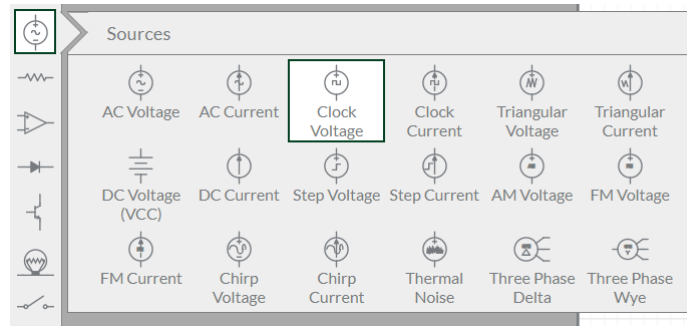 Sources
AC Voltage AC Current Clock Voltage Clock Current Triangular Voltage Triangular Current
DC Voltage (VCC) DC Current Step Voltage Step Current AM Voltage FM Voltage
FM Current Chirp Voltage Chirp Current Thermal Noise Three Phase Delta Three Phase Wye